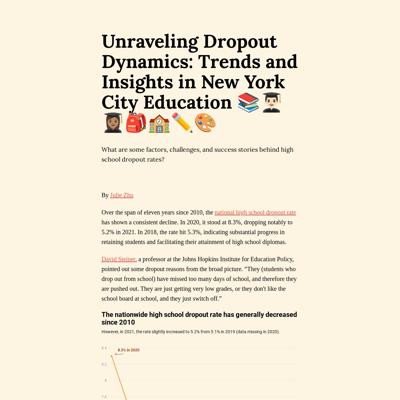 Unraveling Dropout
Dynamics: Trends and
Insights in New York
City Education 📚👨🏻‍🎓
👩🏾‍🎓🎒🏫✏️🎨
What are some factors, challenges, and success stories behind high
school dropout rates?
By Julie Zhu
Over the span of eleven years since 2010, the national high school dropout rate
has shown a consistent decline. In 2020, it stood at 8.3%, dropping notably to
5.2% in 2021. In 2018, the rate hit 5.3%, indicating substantial progress in
retaining students and facilitating their attainment of high school diplomas.
David Steiner, a professor at the Johns Hopkins Institute for Education Policy,
pointed out some dropout reasons from the broad picture. "They (students who
drop out from school) have missed too many days of school, and therefore they
are pushed out. They are just getting very low grades, or they don't like the
school board at school, and they just switch off."
The nationwide high school dropout rate has generally decreased
since 2010
However, in 2021, the rate slightly increased to 5.2% from 5.1% in 2019 (data missing in 2020).
8.4
8.3% in 2020
8.2
8
7.8